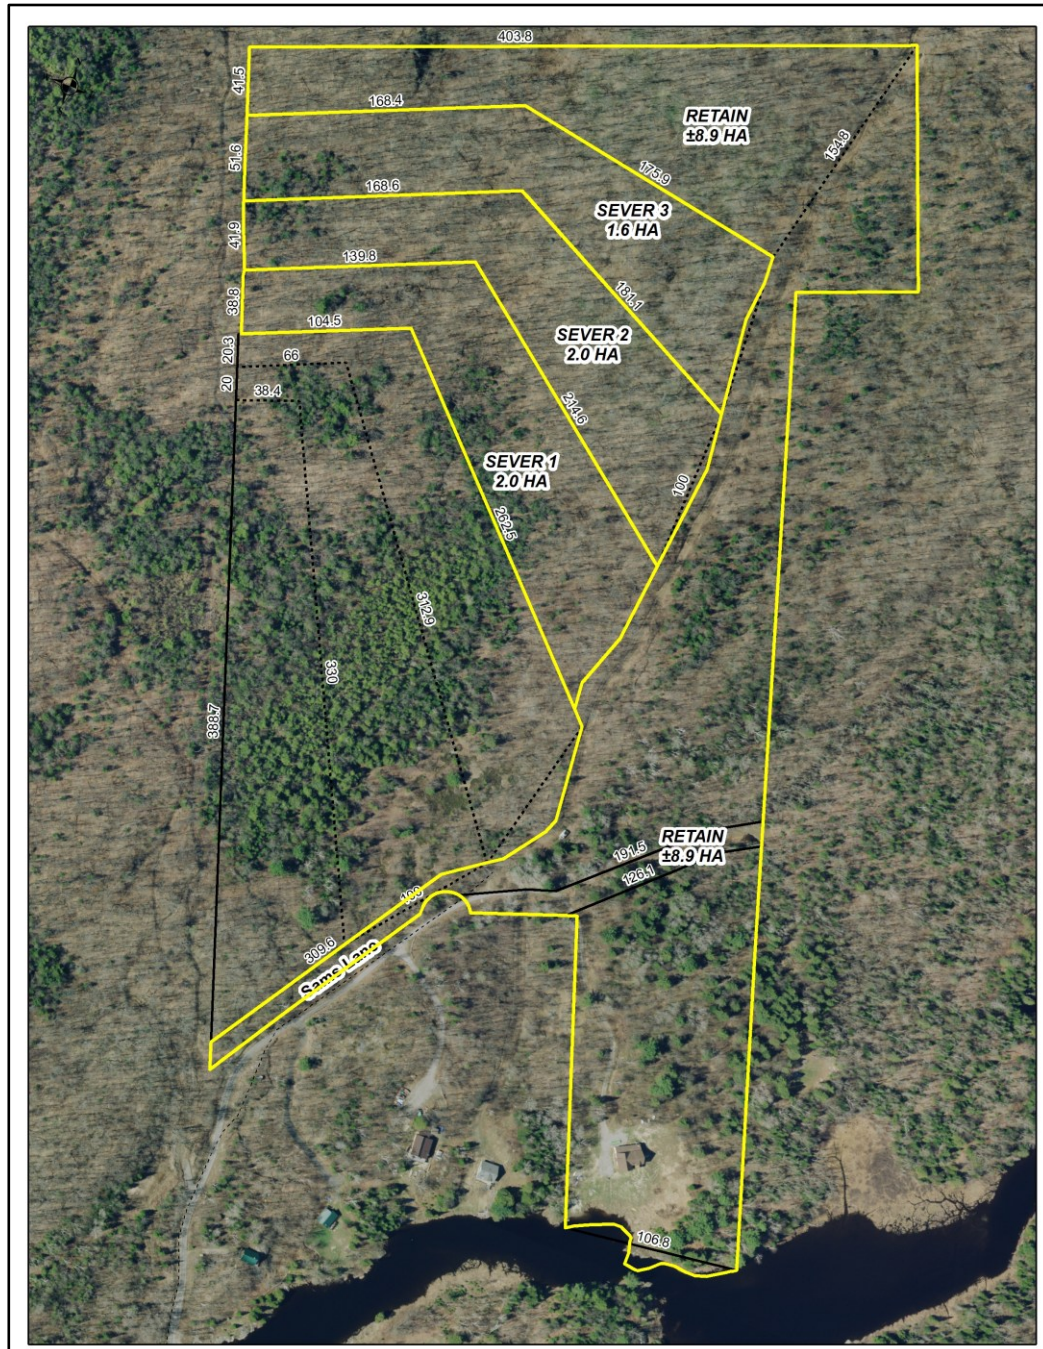 403.8
41.5
168.4
RETAIN
±8.9 HA
154.8
51.6
175.9
168.6
SEVER 3
1.6 HA
41.9
139.8
38.8
181.1
104.5
SEVER 2
2.0 HA
20.3
66
20
38.4
214.6
SEVER 1
2.0 HA
100
262.5
312.9
330
388.7
RETAIN
±8.9 HA
191.5
126.1
100
309.6
Sams Lane
106.8